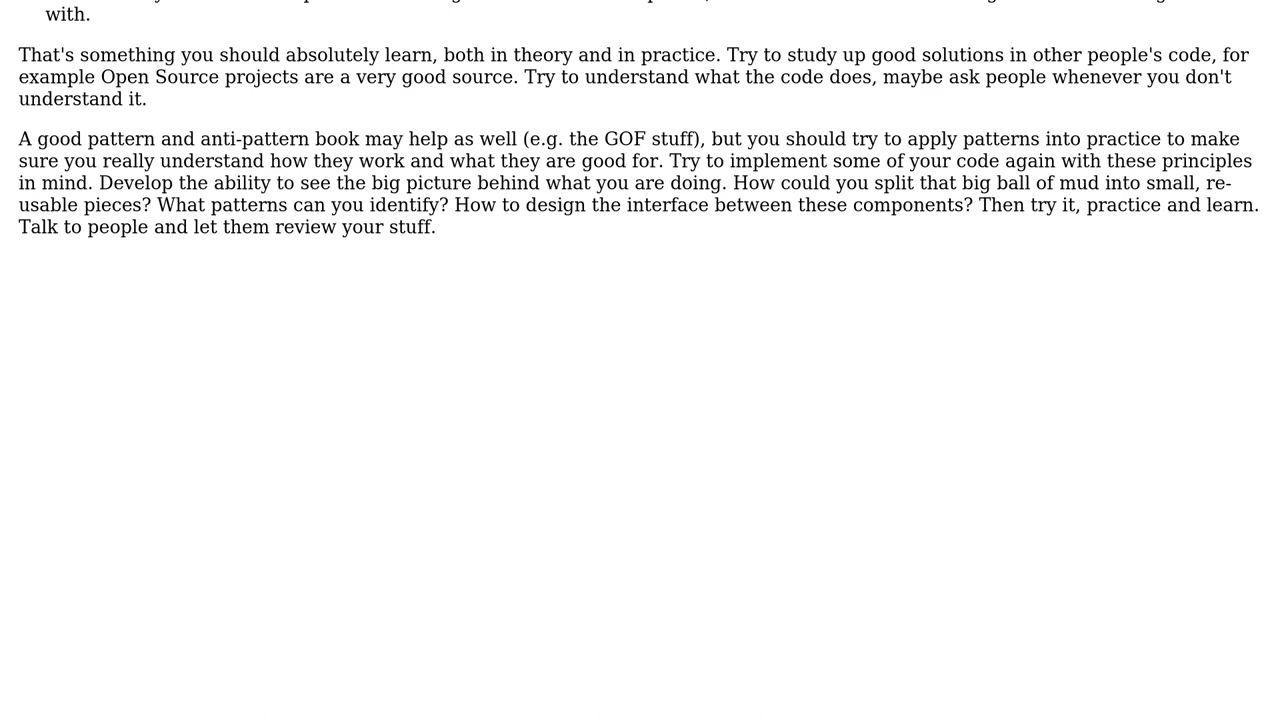 with.
That's something you should absolutely learn, both in theory and in practice. Try to study up good solutions in other people's code, for
example Open Source projects are a very good source. Try to understand what the code does, maybe ask people whenever you don't
understand it.
A good pattern and anti-pattern book may help as well (e.g. the GOF stuff), but you should try to apply patterns into practice to make
sure you really understand how they work and what they are good for. Try to implement some of your code again with these principles
in mind. Develop the ability to see the big picture behind what you are doing. How could you split that big ball of mud into small, re-
usable pieces? What patterns can you identify? How to design the interface between these components? Then try it, practice and learn.
Talk to people and let them review your stuff.